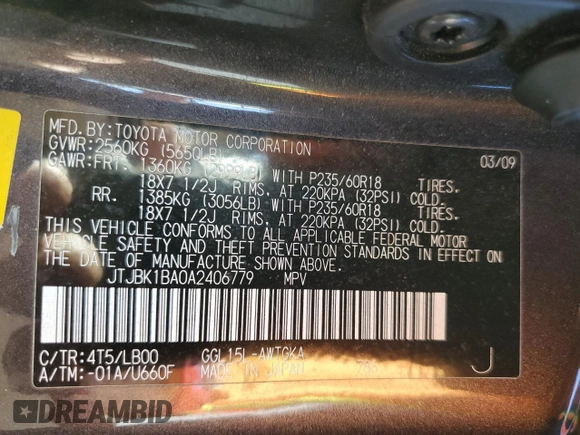 MFD.BY:TOYOTA MOTOR CORPORATION 03/09
GVWR:2560KG (5650LB)
GAWR:FRT. 1360KG WITH P235/60R18 TIRES.
18X7 1/2J RIMS. AT 220KPA (32PSI) COLD.
RR. 1385KG (3056LB) WITH P235/60R18 TIRES.
18X7 1/2J RIMS. AT 220KPA (32PSI) COLD.
THIS VEHICLE CONFORMS TO ALL APPLICABLE FEDERAL MOTOR
VEHICLE SAFETY AND THEFT PREVENTION STANDARDS IN EFFECT ON
THE DATE OF MANUFACTURE SHOWN ABOVE.
JTJBK1BA0A2406779 MPV
C/TR:4T5/LB00 GGL15L-AWTGKA
A/TM:-01A/U660F MADE IN JAPAN J
DREAMBID